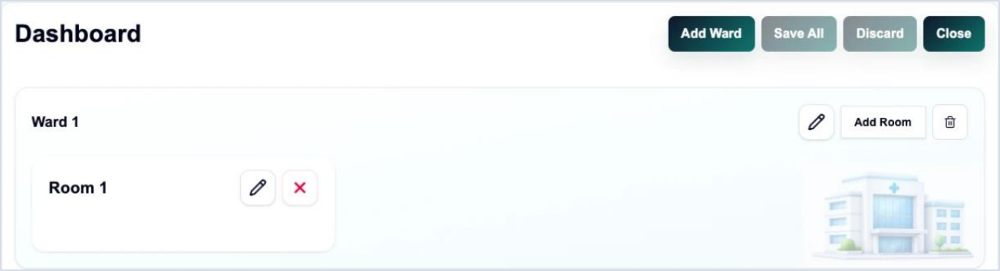 Dashboard
Add Ward
Save All
Discard
Close
Ward 1
Add Room
Room 1